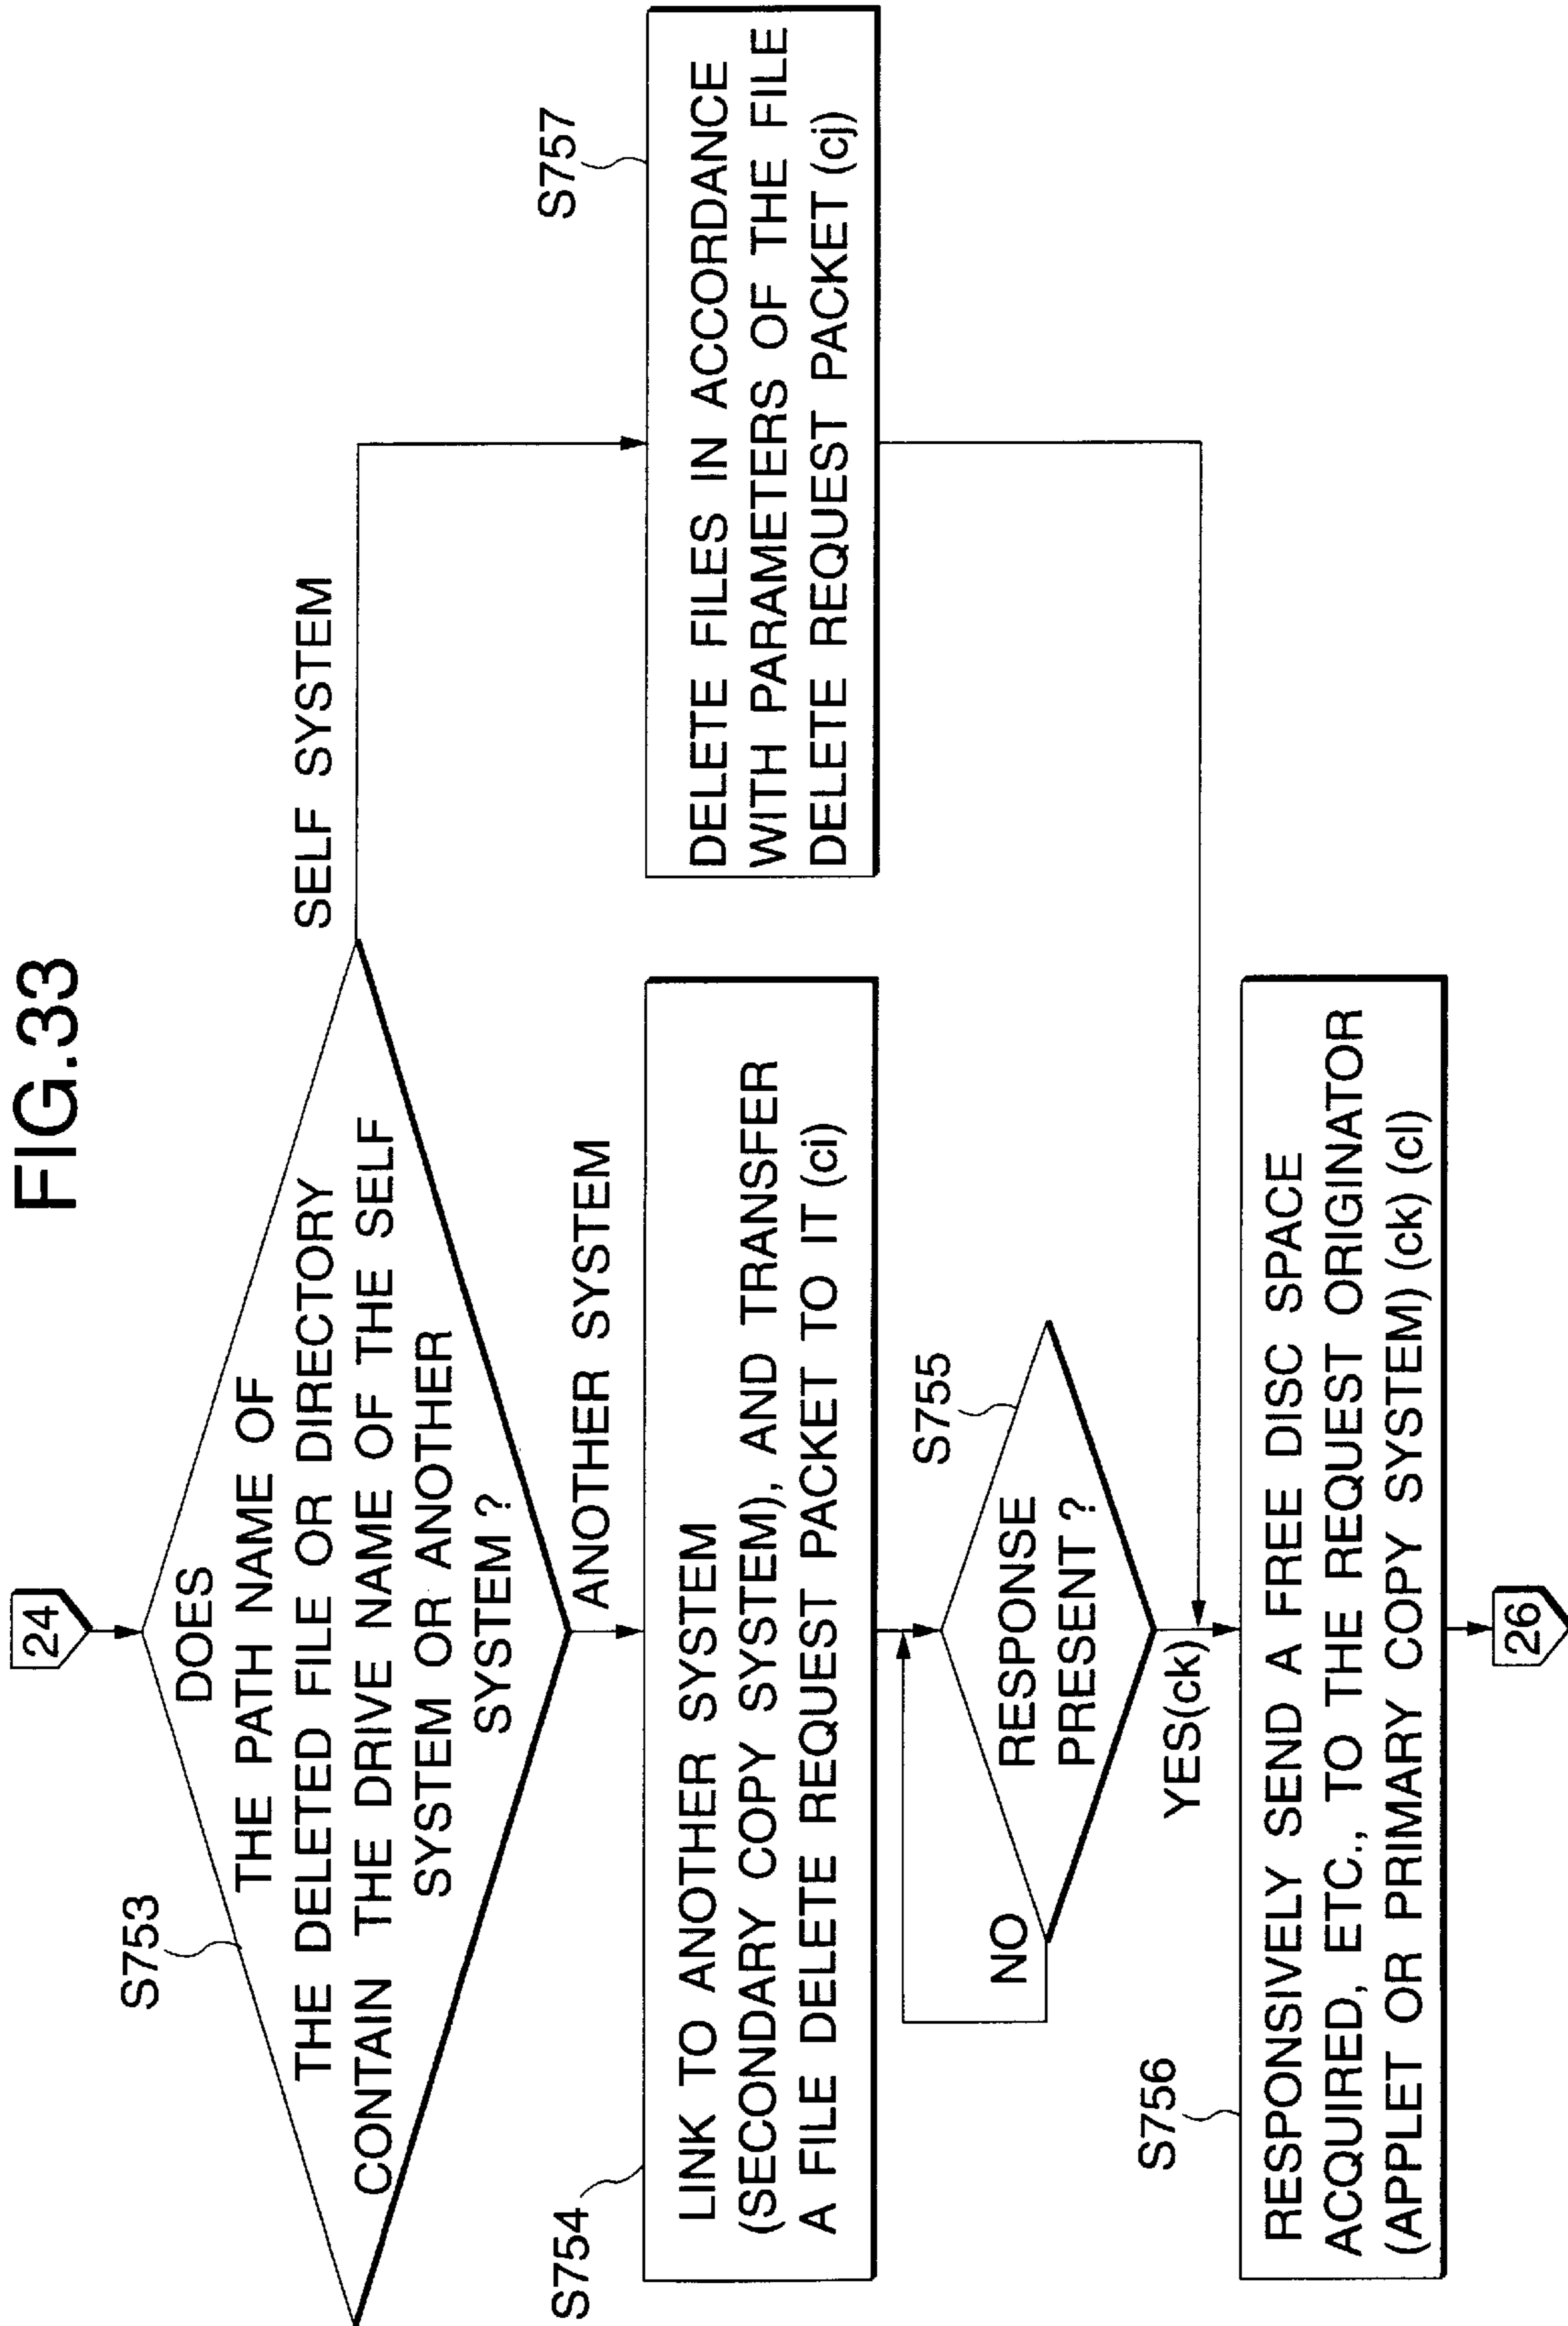 FIG.33
24
S753
DOES
THE PATH NAME OF
THE DELETED FILE OR DIRECTORY
CONTAIN THE DRIVE NAME OF THE SELF
SYSTEM OR ANOTHER
SYSTEM ?
SELF SYSTEM
ANOTHER SYSTEM
S754
LINK TO ANOTHER SYSTEM
(SECONDARY COPY SYSTEM), AND TRANSFER
A FILE DELETE REQUEST PACKET TO IT (ci)
S757
DELETE FILES IN ACCORDANCE
WITH PARAMETERS OF THE FILE
DELETE REQUEST PACKET (cj)
S755
RESPONSE
PRESENT ?
NO
YES(ck)
S756
RESPONSIVELY SEND A FREE DISC SPACE
ACQUIRED, ETC., TO THE REQUEST ORIGINATOR
(APPLET OR PRIMARY COPY SYSTEM) (ck) (cl)
26